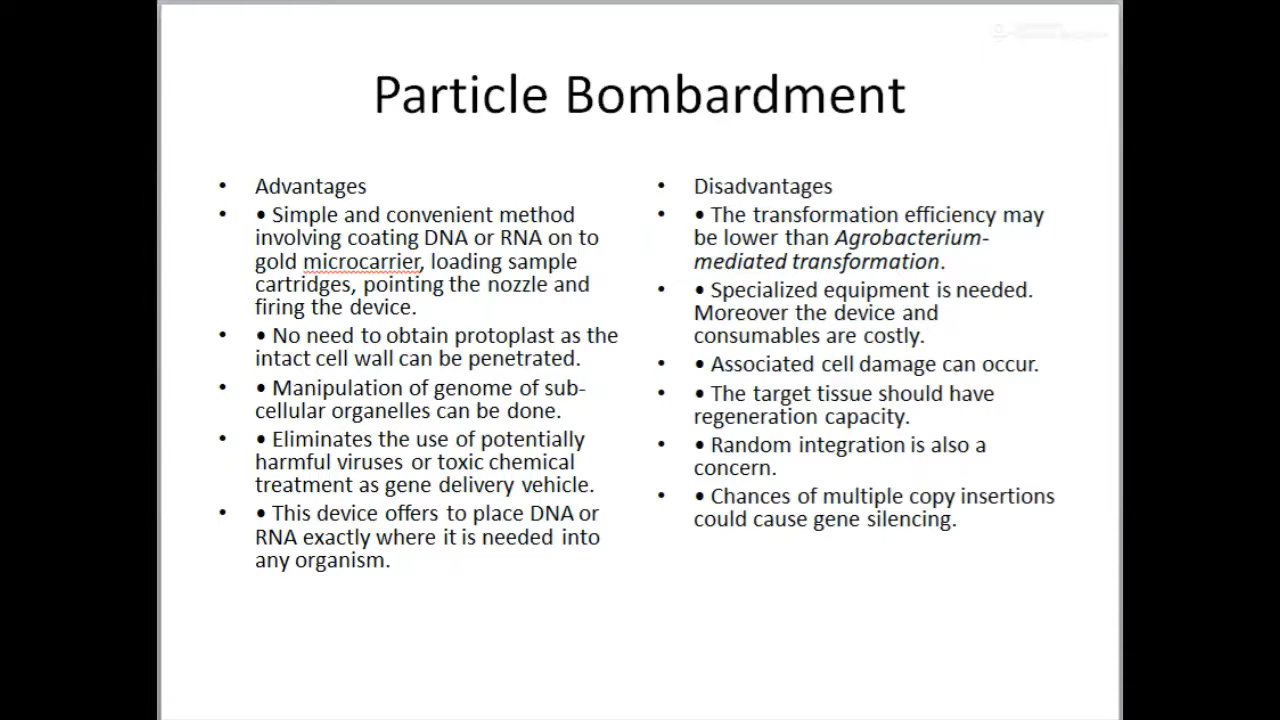 Particle Bombardment
• Advantages
• • Simple and convenient method
involving coating DNA or RNA on to
gold microcarrier, loading sample
cartridges, pointing the nozzle and
firing the device.
• • No need to obtain protoplast as the
intact cell wall can be penetrated.
• • Manipulation of genome of sub-
cellular organelles can be done.
• • Eliminates the use of potentially
harmful viruses or toxic chemical
treatment as gene delivery vehicle.
• • This device offers to place DNA or
RNA exactly where it is needed into
any organism.
• Disadvantages
• • The transformation efficiency may
be lower than Agrobacterium-
mediated transformation.
• • Specialized equipment is needed.
Moreover the device and
consumables are costly.
• • Associated cell damage can occur.
• • The target tissue should have
regeneration capacity.
• • Random integration is also a
concern.
• • Chances of multiple copy insertions
could cause gene silencing.